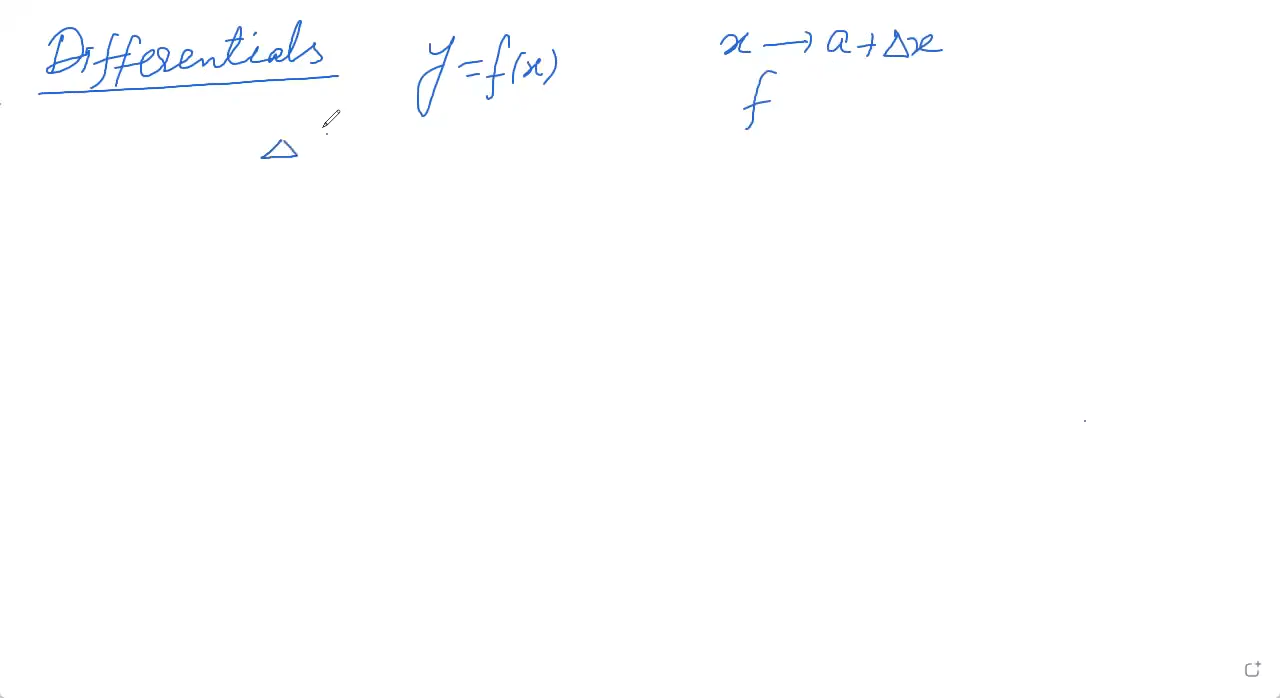 Differentials y=f(x) x → a+Δx
f
Δ